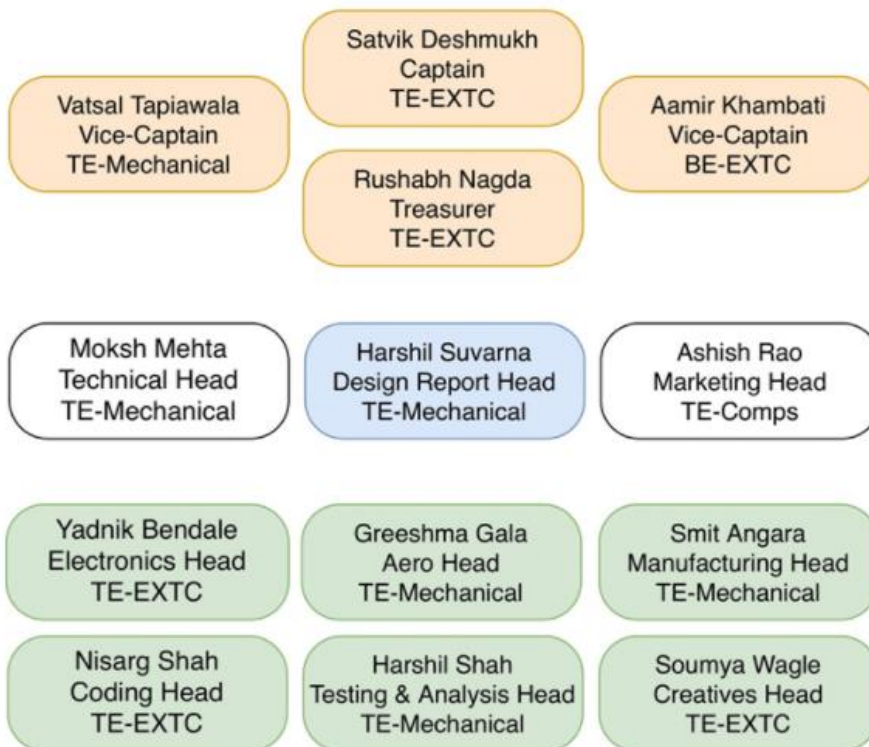 Satvik Deshmukh
Captain
TE-EXTC
Vatsal Tapiawala
Vice-Captain
TE-Mechanical
Aamir Khambati
Vice-Captain
BE-EXTC
Rushabh Nagda
Treasurer
TE-EXTC
Moksh Mehta
Technical Head
TE-Mechanical
Harshil Suvarna
Design Report Head
TE-Mechanical
Ashish Rao
Marketing Head
TE-Comps
Yadnik Bendale
Electronics Head
TE-EXTC
Greeshma Gala
Aero Head
TE-Mechanical
Smit Angara
Manufacturing Head
TE-Mechanical
Nisarg Shah
Coding Head
TE-EXTC
Harshil Shah
Testing & Analysis Head
TE-Mechanical
Soumya Wagle
Creatives Head
TE-EXTC